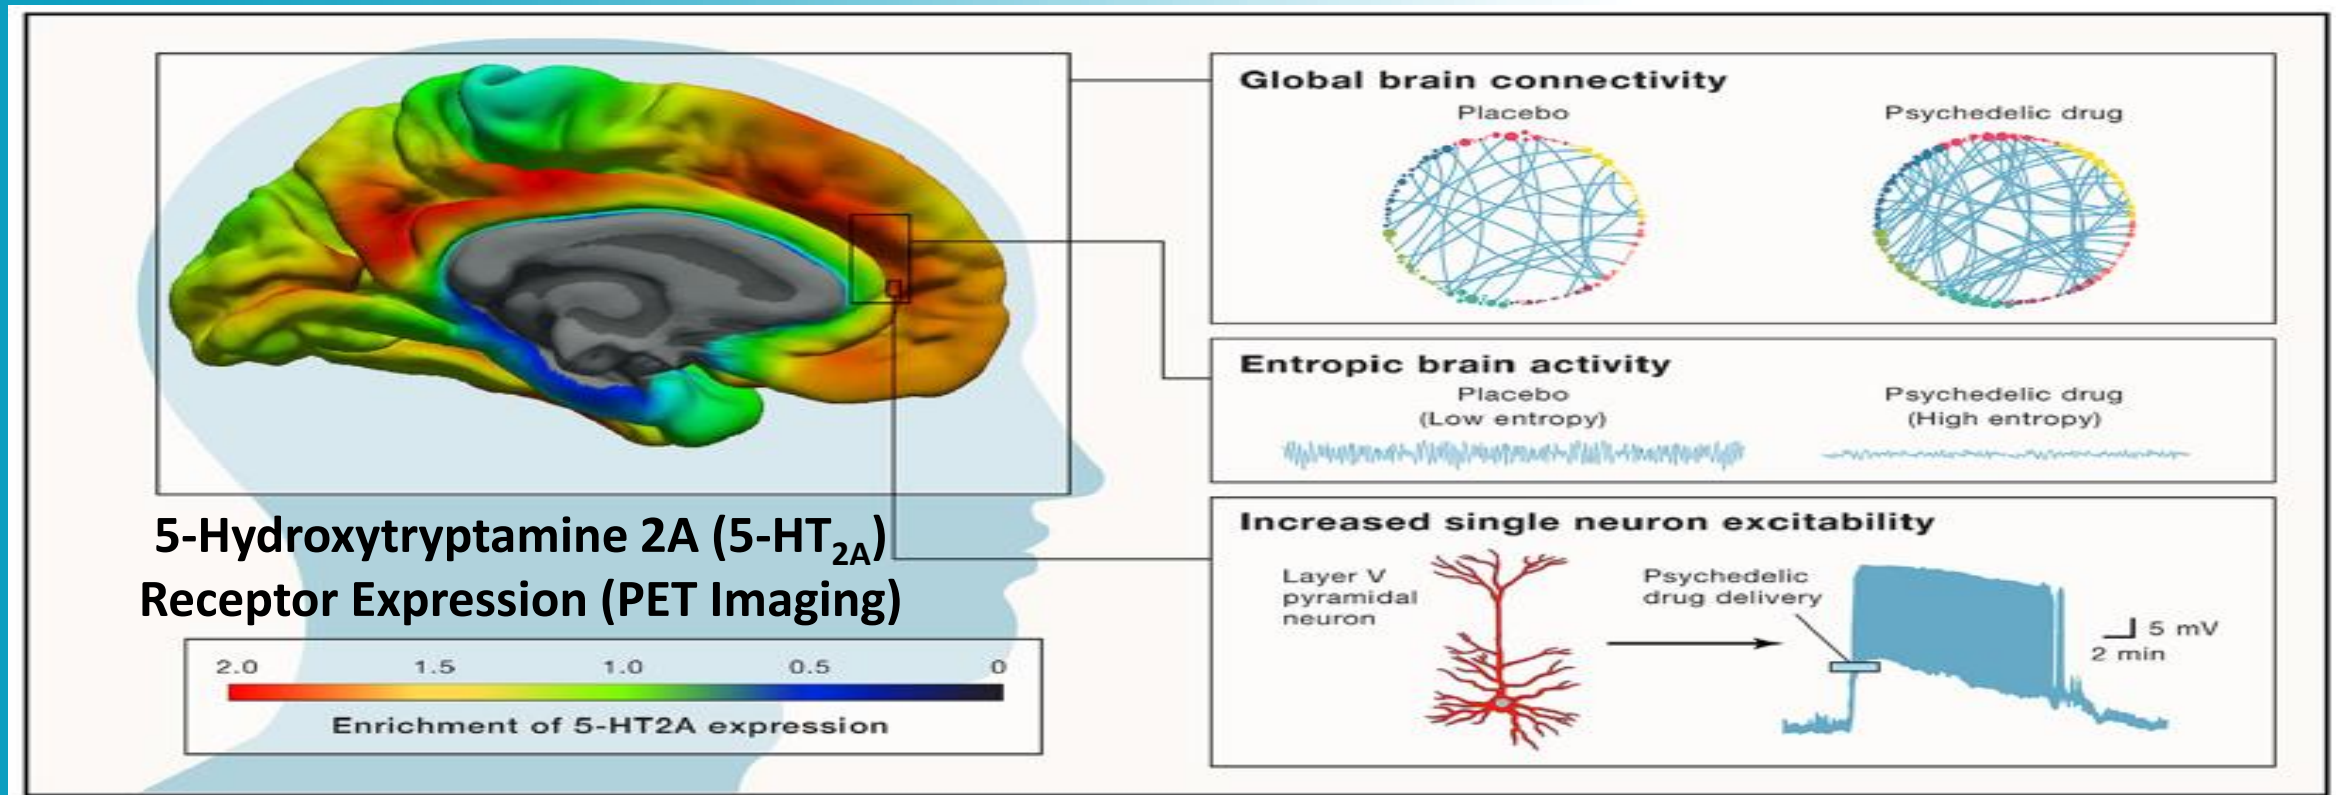 Global brain connectivity
Placebo
Psychedelic drug
Entropic brain activity
Placebo
(Low entropy)
Psychedelic drug
(High entropy)
5-Hydroxytryptamine 2A (5-HT2A)
Receptor Expression (PET Imaging)
2.0 1.5 1.0 0.5 0
Enrichment of 5-HT2A expression
Increased single neuron excitability
Layer V
pyramidal
neuron
Psychedelic
drug delivery
5 mV
2 min